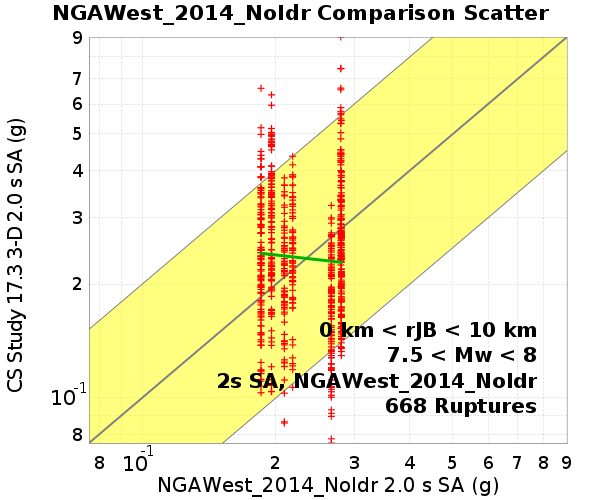 NGAWest_2014_NoIdr Comparison Scatter
9
7
6
5
4
3
2
10-1
8
CS Study 17.3 3-D 2.0 s SA (g)
0 km < rJB < 10 km
7.5 < Mw < 8
2s SA, NGAWest_2014_NoIdr
668 Ruptures
8 10-1 2 3 4 5 6 7 8 9
NGAWest_2014_NoIdr 2.0 s SA (g)